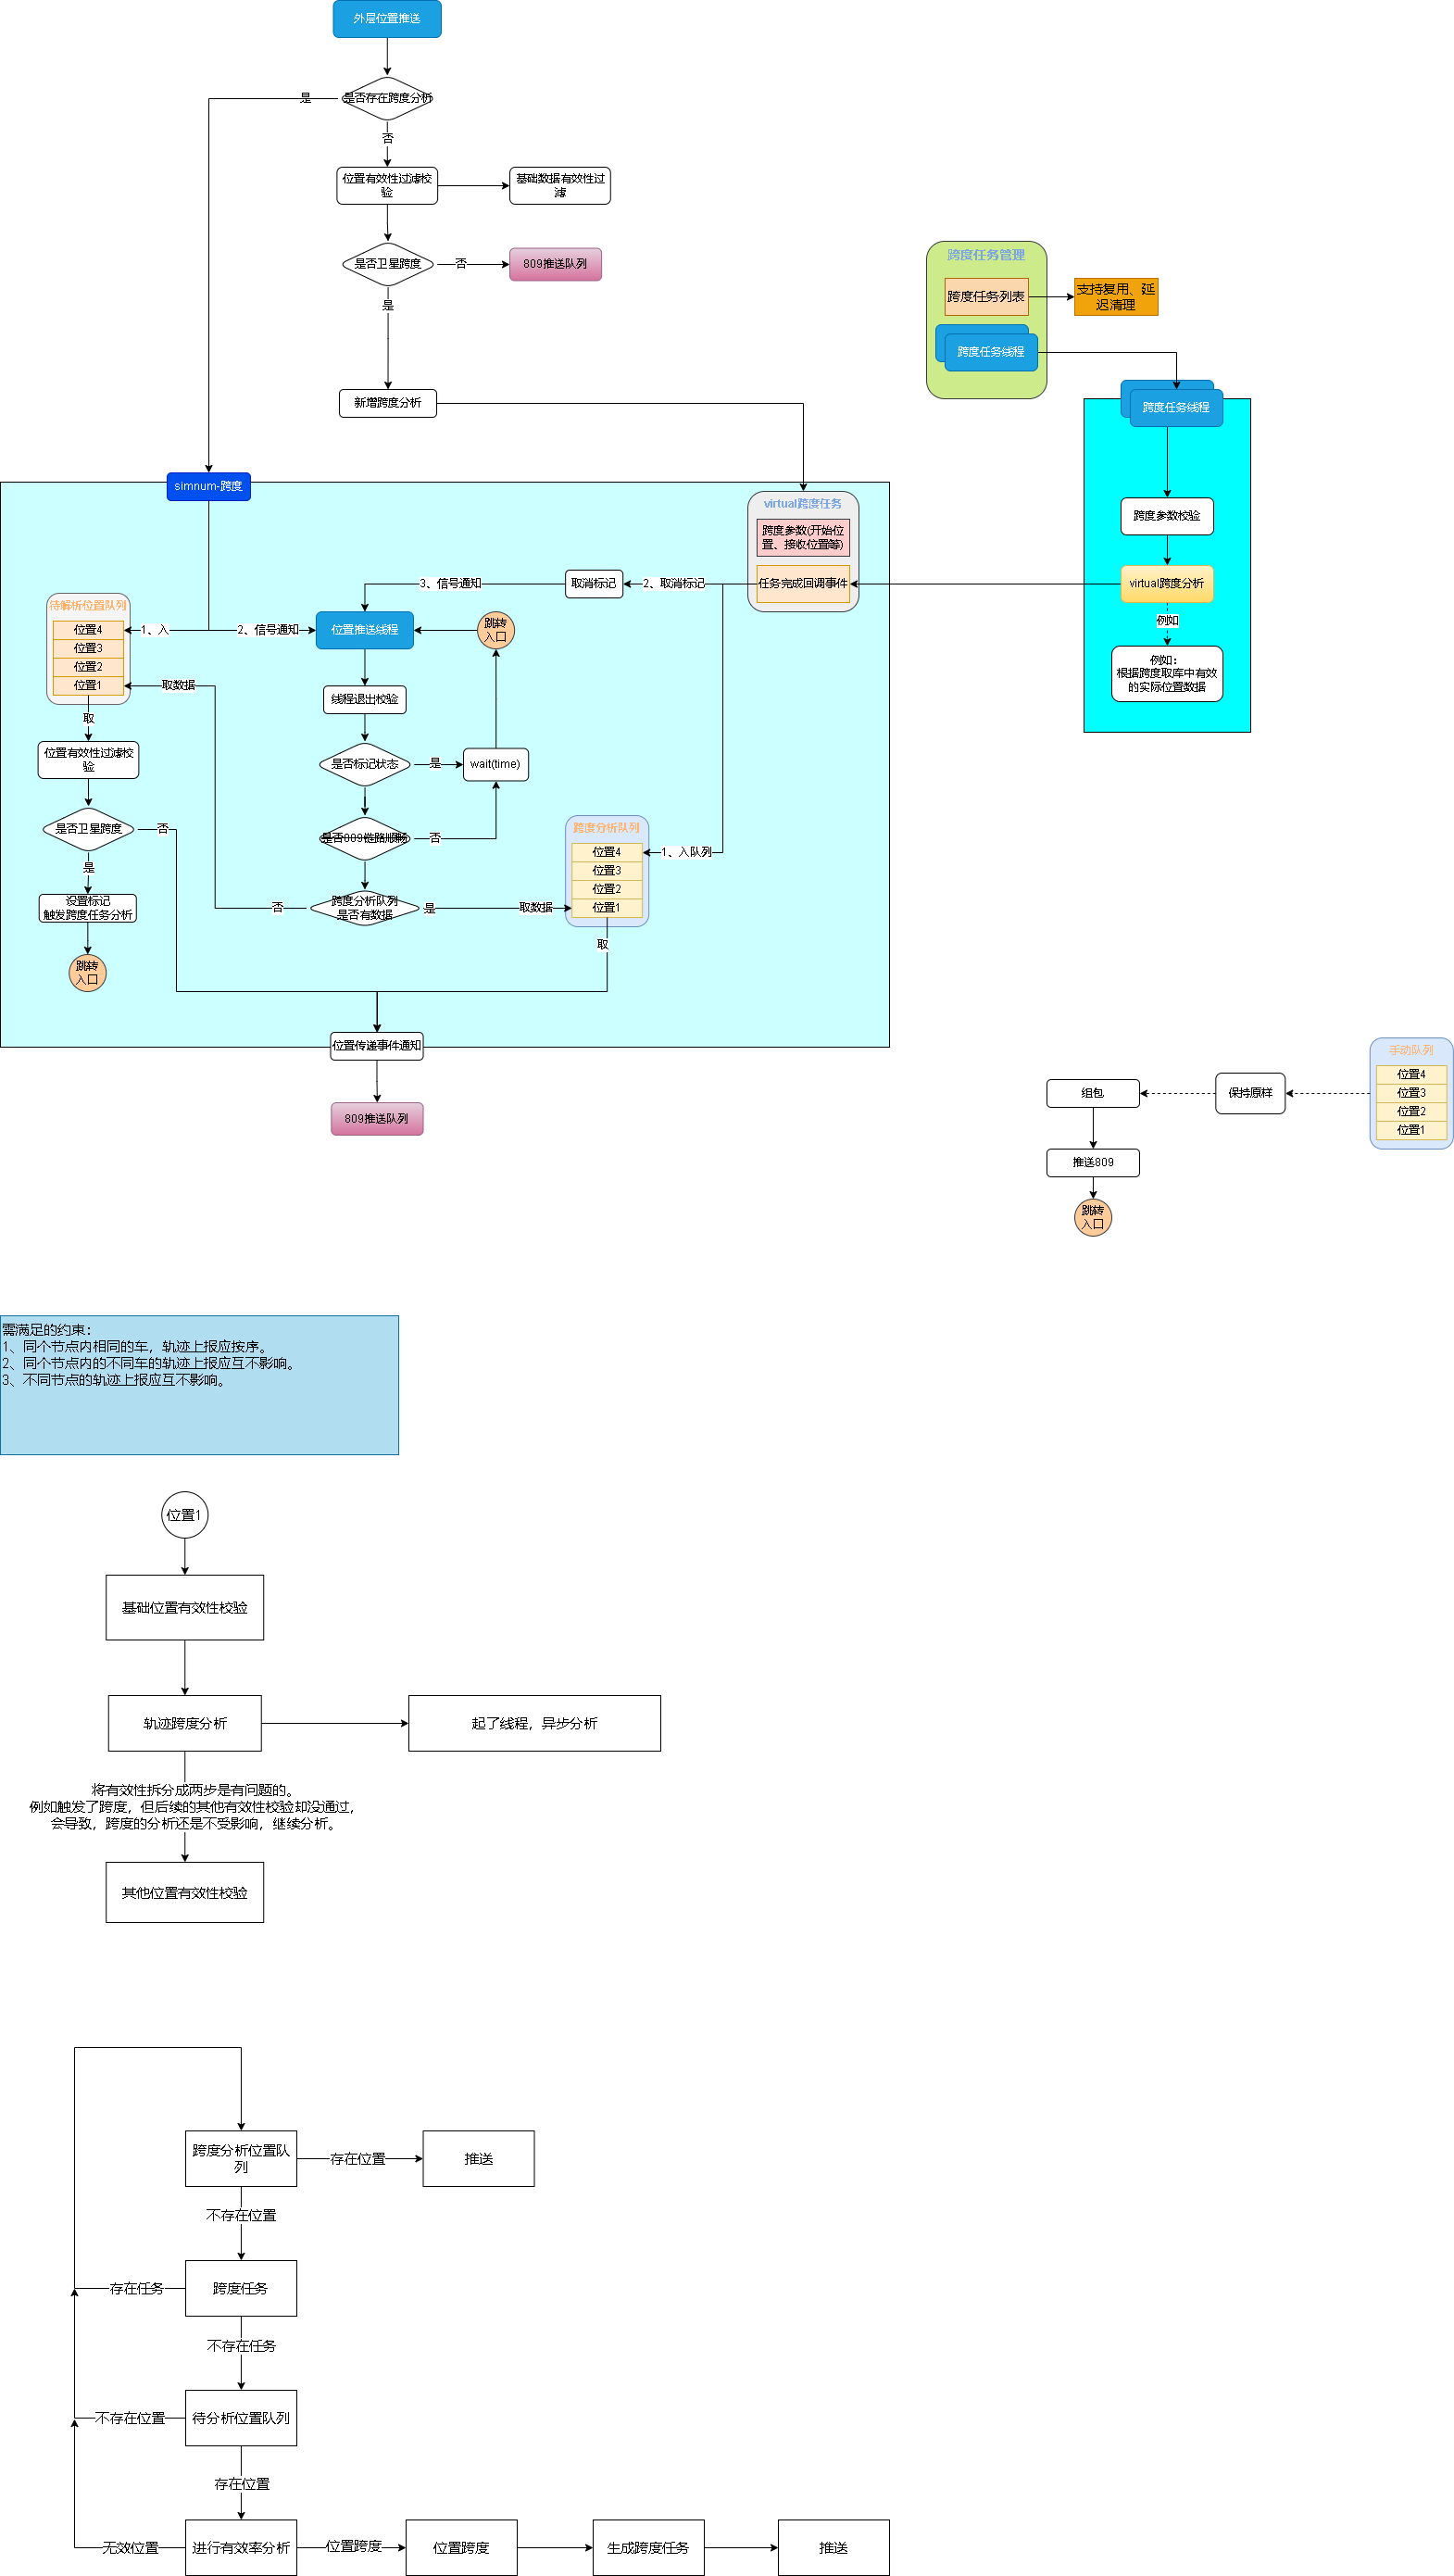 外层位置推送
是否存在跨度分析
是
否
位置有效性过滤校
验
基础数据有效性过
滤
是否卫星跨度
否
809推送队列
是
新增跨度分析
跨度任务管理
跨度任务列表
支持复用、延
迟清理
跨度任务线程
跨度任务线程
跨度参数校验
virtual跨度分析
例如
例如：
根据跨度取库中有效
的实际位置数据
simnum-跨度
virtual跨度任务
跨度参数(开始位
置、接收位置等)
任务完成回调事件
2、取消标记
取消标记
3、信号通知
待解析位置队列
位置4
位置3
位置2
位置1
1、入
2、信号通知
位置推送线程
跳转
入口
取数据
线程退出校验
取
位置有效性过滤校
验
是否标记状态
是
wait(time)
是否卫星跨度
否
是否809链路顺畅
否
跨度分析队列
位置4
位置3
位置2
位置1
1、入队列
是
设置标记
触发跨度任务分析
跨度分析队列
是否有数据
否
是
取数据
取
跳转
入口
位置传递事件通知
809推送队列
手动队列
位置4
位置3
位置2
位置1
保持原样
组包
推送809
跳转
入口
需满足的约束：
1、同个节点内相同的车，轨迹上报应按序。
2、同个节点内的不同车的轨迹上报应互不影响。
3、不同节点的轨迹上报应互不影响。
位置1
基础位置有效性校验
轨迹跨度分析
起了线程，异步分析
将有效性拆分成两步是有问题的。
例如触发了跨度，但后续的其他有效性校验却没通过，
会导致，跨度的分析还是不受影响，继续分析。
其他位置有效性校验
跨度分析位置队
列
存在位置
推送
不存在位置
存在任务
跨度任务
不存在任务
不存在位置
待分析位置队列
存在位置
无效位置
进行有效率分析
位置跨度
位置跨度
生成跨度任务
推送